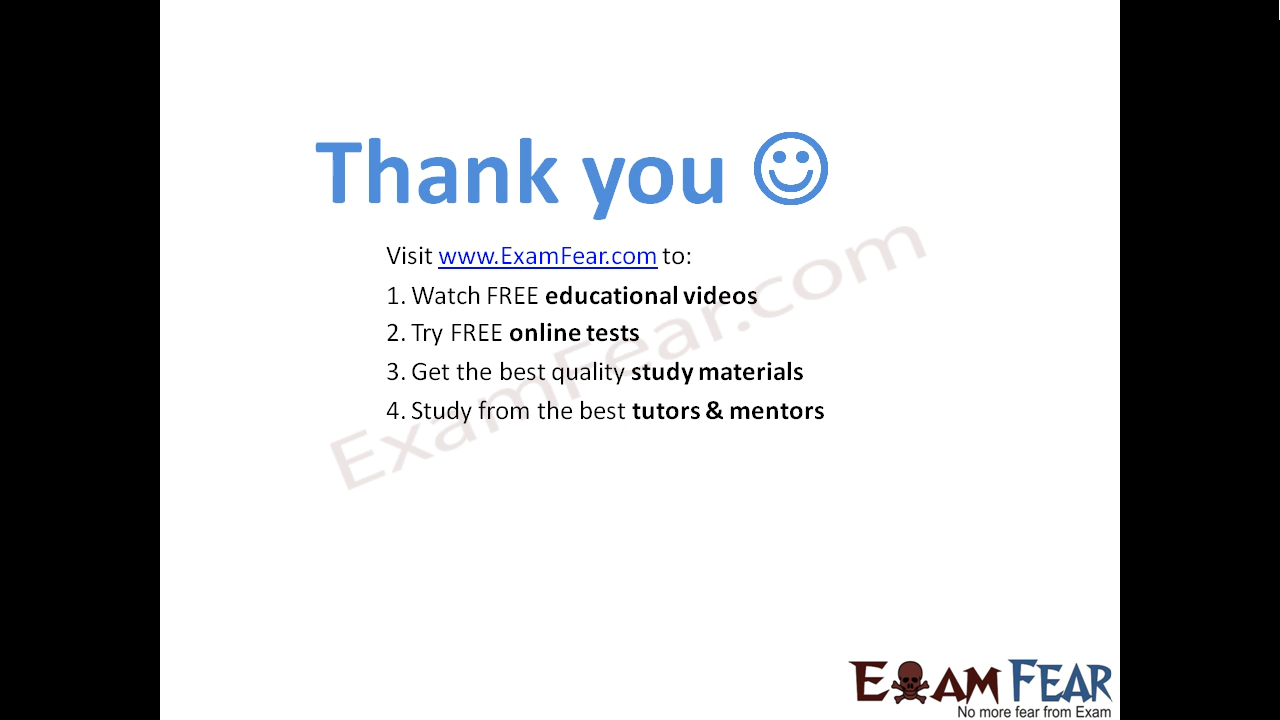 Thank you
Visit www.ExamFear.com to:
1. Watch FREE educational videos
2. Try FREE online tests
3. Get the best quality study materials
4. Study from the best tutors & mentors
ExamFear.com
EXAM FEAR
No more fear from Exam